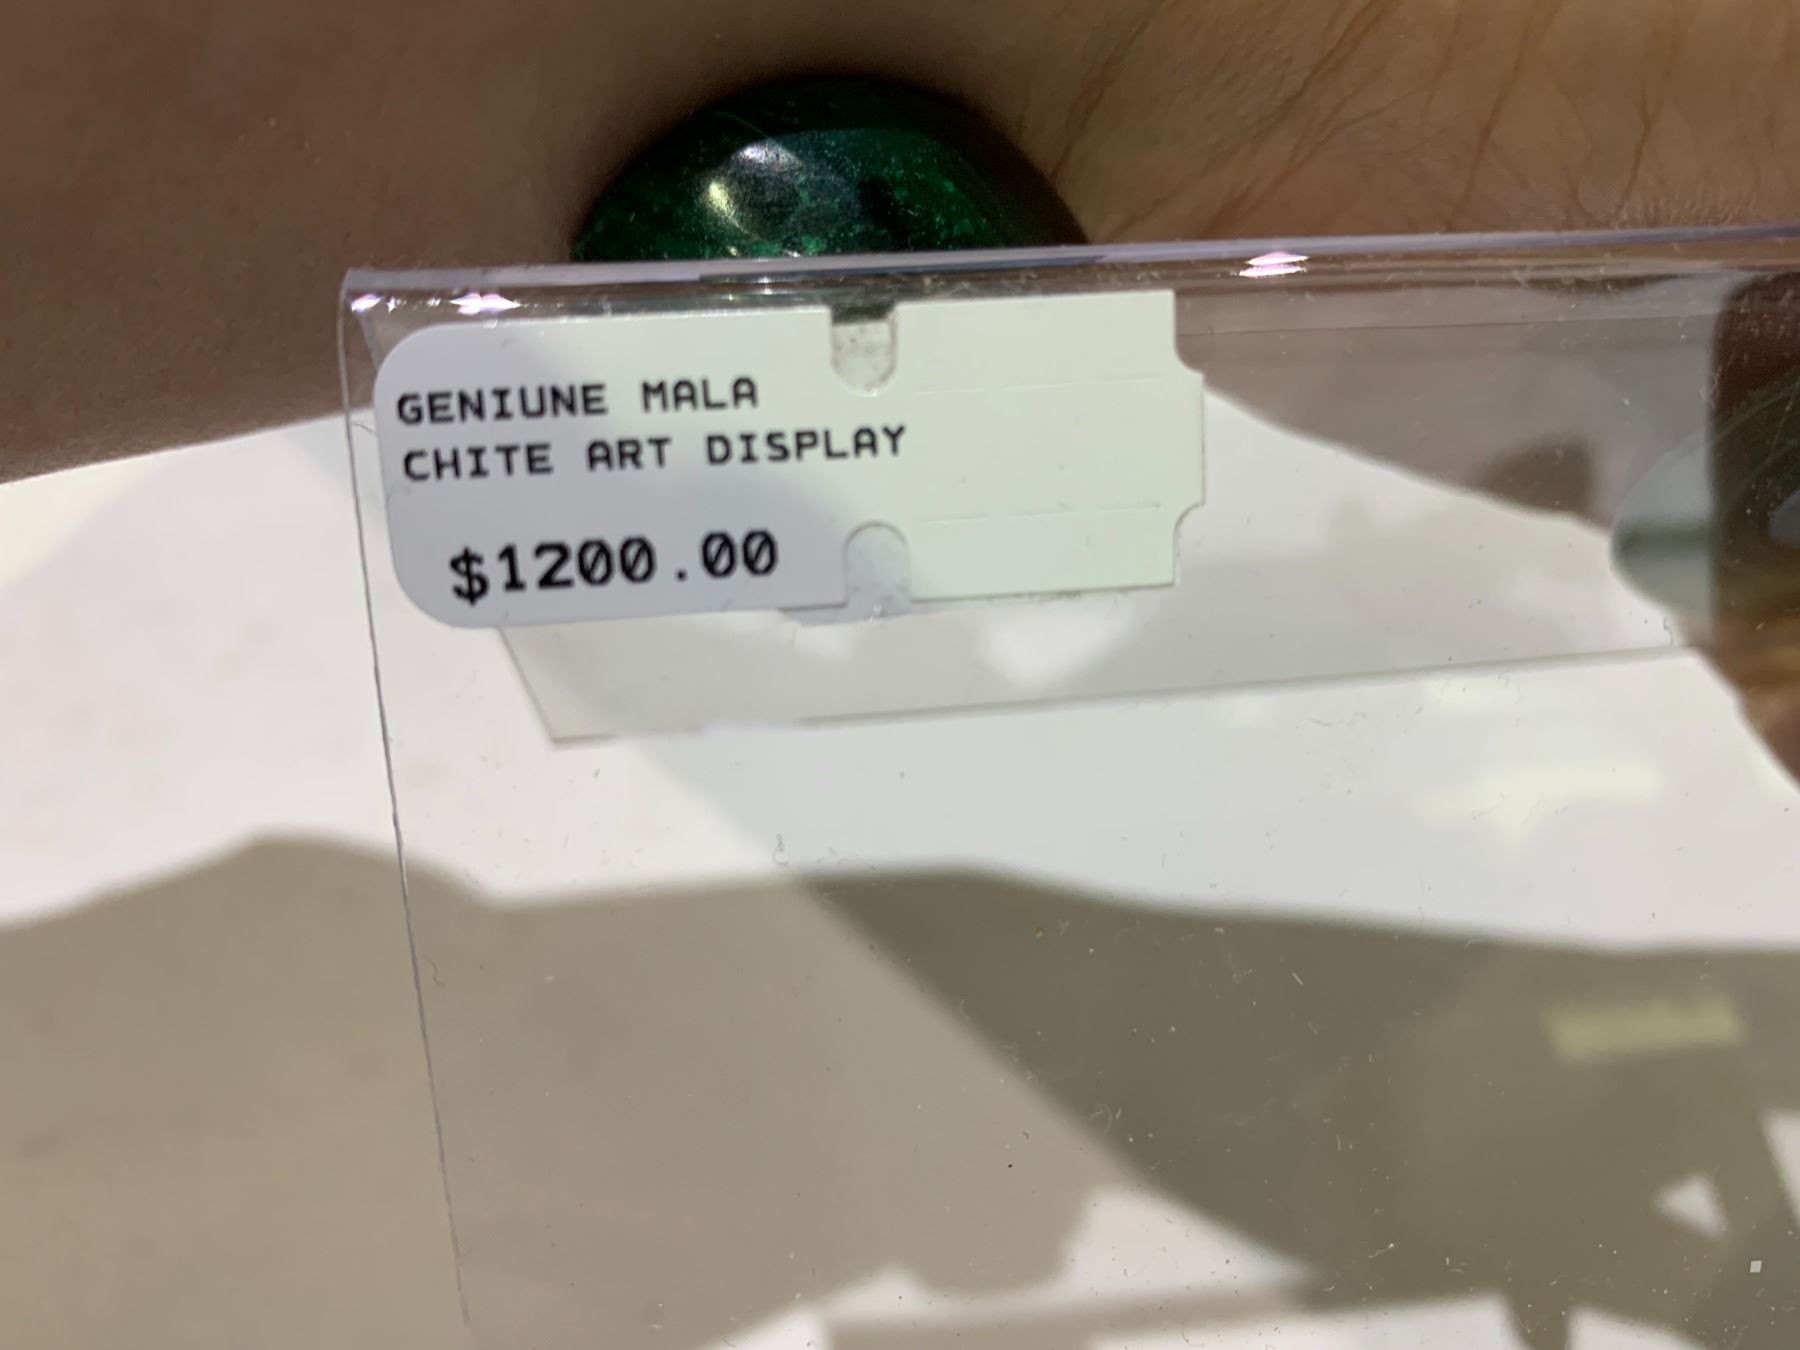 GENIUNE MALA
CHITE ART DISPLAY
$1200.00